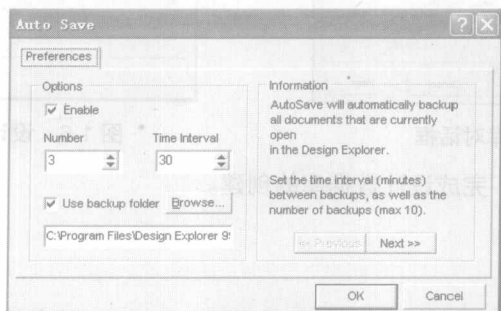 Auto Save
Preferences
Options
Enable
Number
Time Interval
3
30
Use backup folder
Browse...
C:\Program Files\Design Explorer 9
Information
AutoSave will automatically backup
all documents that are currently
open
in the Design Explorer.
Set the time interval (minutes)
between backups, as well as the
number of backups (max 10).
<< Previous
Next >>
OK
Cancel